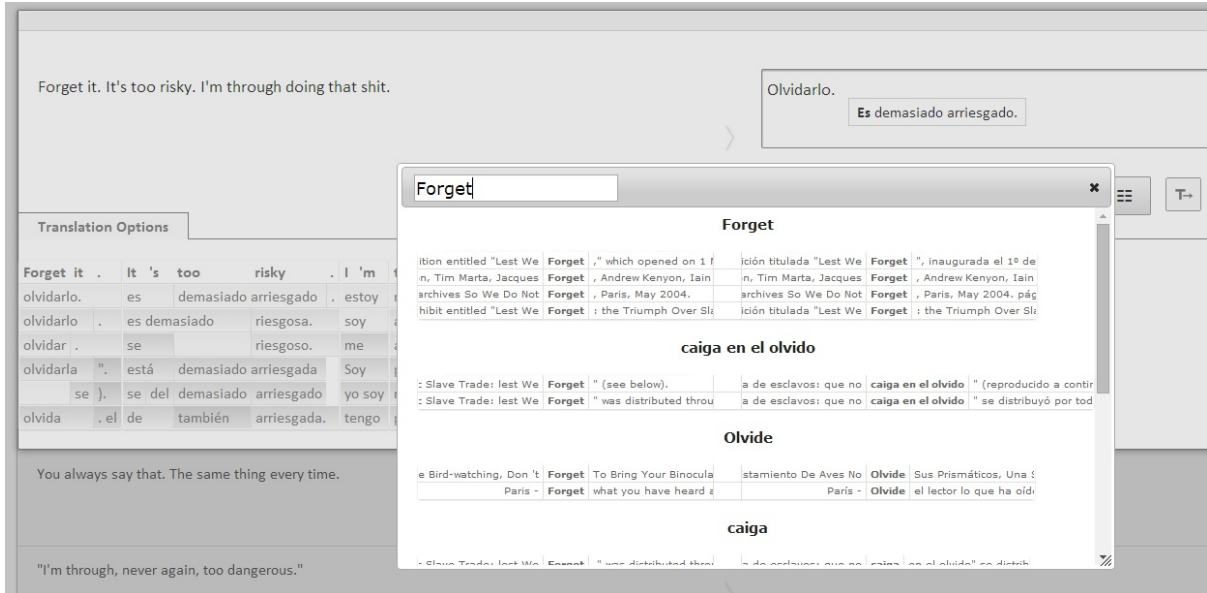 Forget it. It's too risky. I'm through doing that shit.
Olvidarlo.
Es demasiado arriesgado.
Translation Options
Forget it . It 's too risky . I 'm
olvidarlo. es demasiado arriesgado . estoy
olvidarlo . es demasiado riesgosa. soy
olvidar . se riesgoso. me
olvidarla ". está demasiado arriesgada Soy
se ). se del demasiado arriesgado yo soy
olvida . el de también arriesgada. tengo
Forget
Forget
ition entitled "Lest We Forget ," which opened on 1 ición titulada "Lest We Forget ", inaugurada el 1º de
n, Tim Marta, Jacques Forget , Andrew Kenyon, Iain n, Tim Marta, Jacques Forget , Andrew Kenyon, Iain
archives So We Do Not Forget , Paris, May 2004. archives So We Do Not Forget , Paris, May 2004. pág
hibit entitled "Lest We Forget : the Triumph Over Sla ición titulada "Lest We Forget : the Triumph Over Sla
caiga en el olvido
: Slave Trade: lest We Forget " (see below). a de esclavos: que no caiga en el olvido " (reproducido a contin
: Slave Trade: lest We Forget " was distributed throu a de esclavos: que no caiga en el olvido " se distribuyó por tod
Olvide
e Bird-watching, Don 't Forget To Bring Your Binocula stamiento De Aves No Olvide Sus Prismáticos, Una
Paris - Forget what you have heard a París - Olvide el lector lo que ha oíd
caiga
You always say that. The same thing every time.
"I'm through, never again, too dangerous."